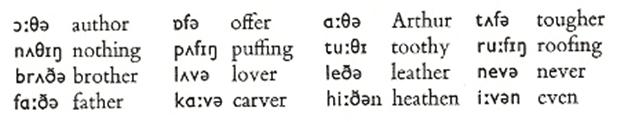 ɔːθə author ɒfə offer ɑːθə Arthur tʌfə tougher
nʌθɪŋ nothing pʌfɪŋ puffing tuːθɪ toothy ruːfɪŋ roofing
brʌðə brother lʌvə lover leðə leather nevə never
fɑːðə father kɑːvə carver hiːðən heathen iːvən even